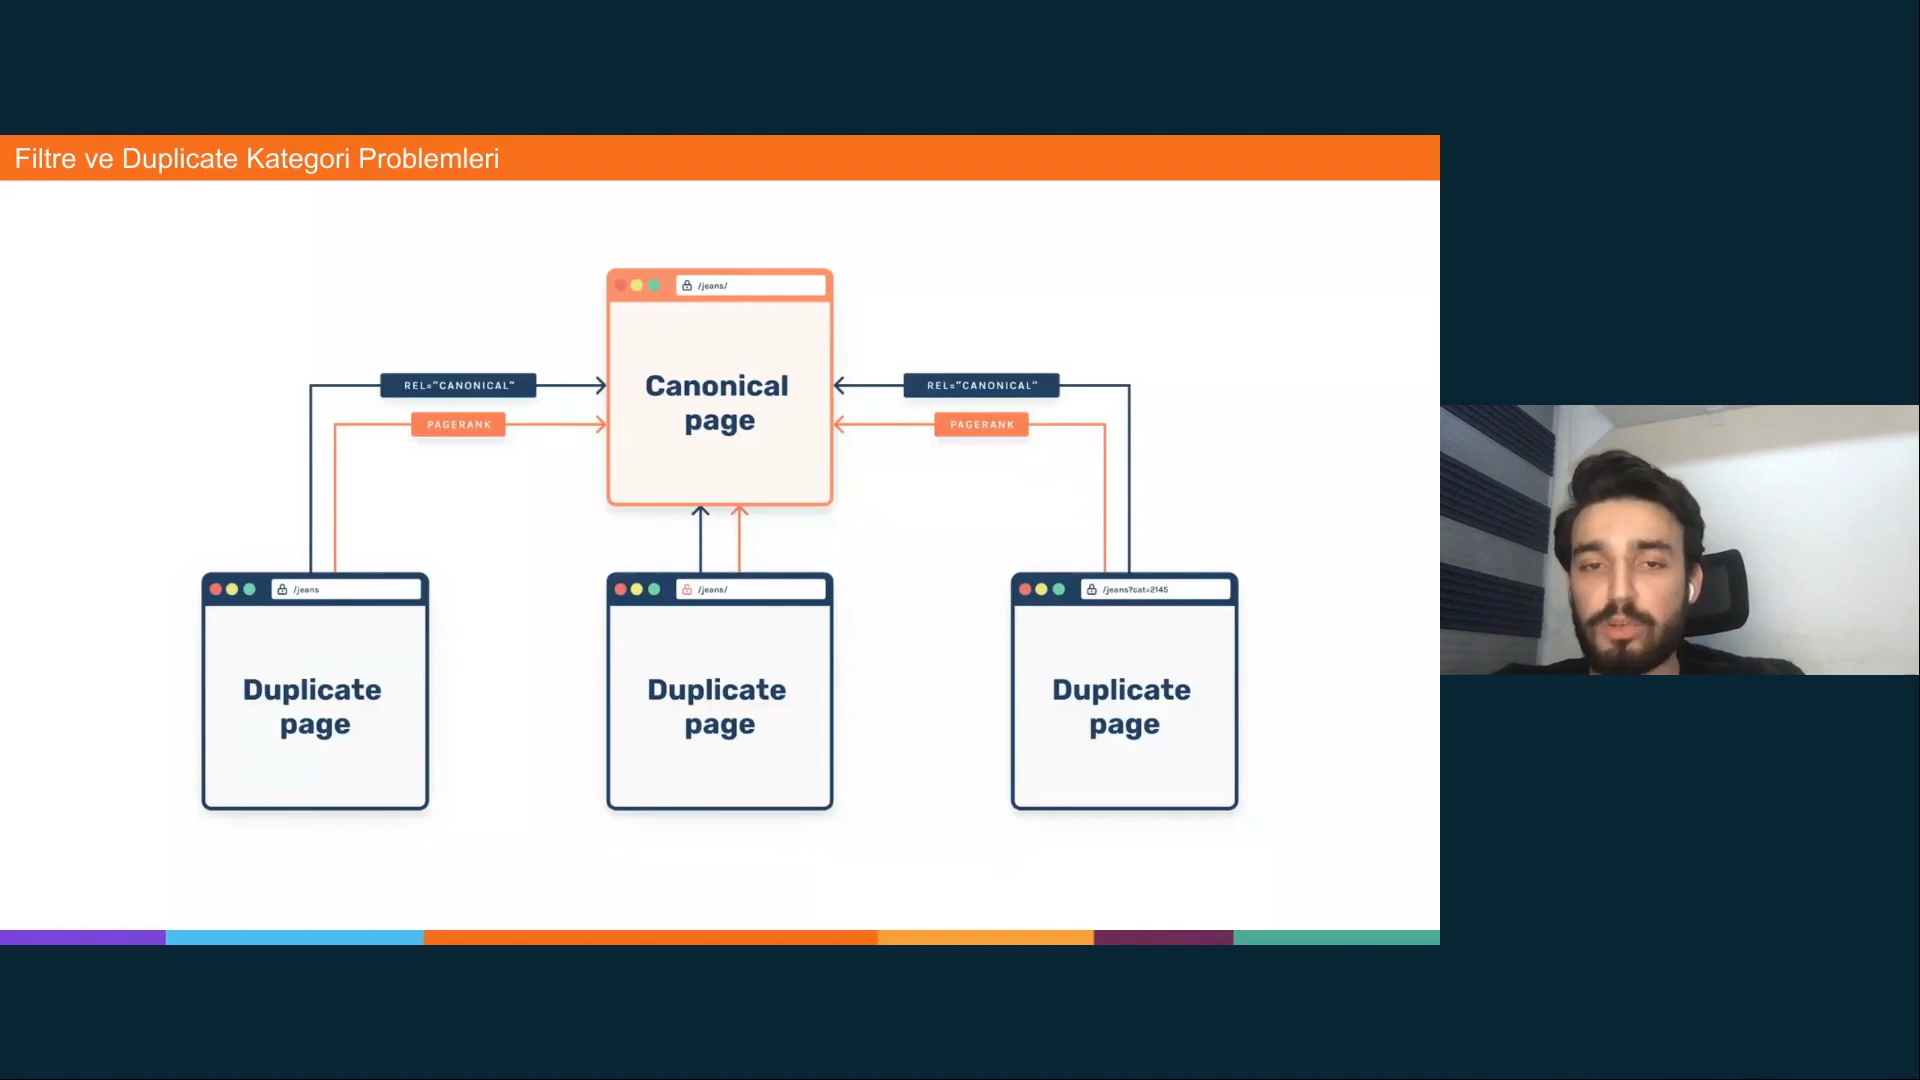 Filtre ve Duplicate Kategori Problemleri
/jeans/
Canonical
page
REL="CANONICAL"
PAGERANK
REL="CANONICAL"
PAGERANK
/jeans
Duplicate
page
/jeans/
Duplicate
page
/jeans?cat=2145
Duplicate
page